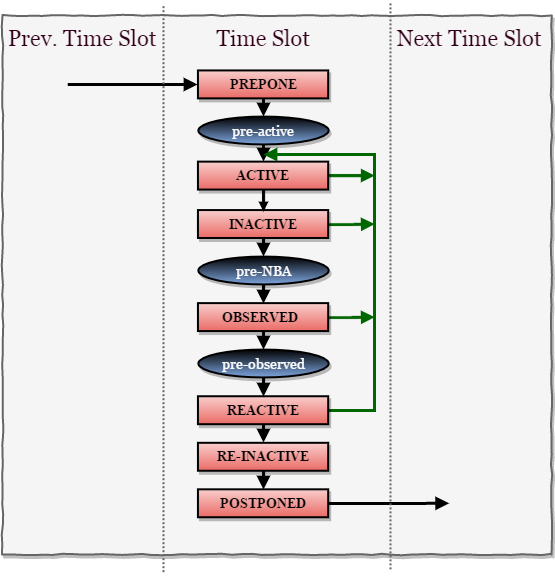 Prev. Time Slot
Time Slot
Next Time Slot
PREPONE
pre-active
ACTIVE
INACTIVE
pre-NBA
OBSERVED
pre-observed
REACTIVE
RE-INACTIVE
POSTPONED